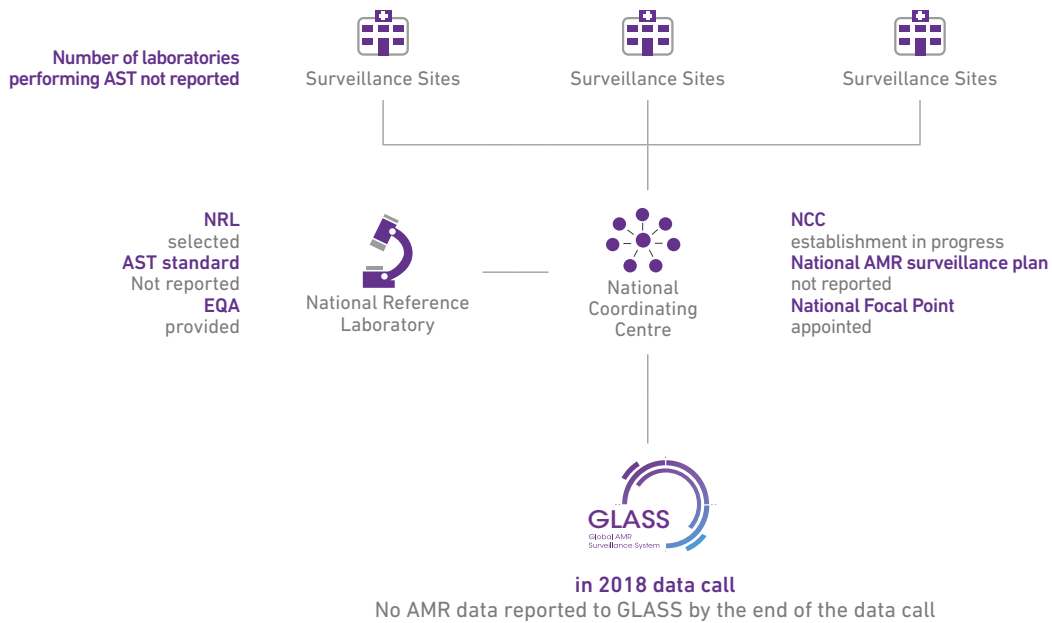 Number of laboratories
performing AST not reported
Surveillance Sites
Surveillance Sites
Surveillance Sites
NRL
selected
AST standard
Not reported
EQA
provided
National Reference
Laboratory
National
Coordinating
Centre
NCC
establishment in progress
National AMR surveillance plan
not reported
National Focal Point
appointed
GLASS
Global AMR
Surveillance System
in 2018 data call
No AMR data reported to GLASS by the end of the data call